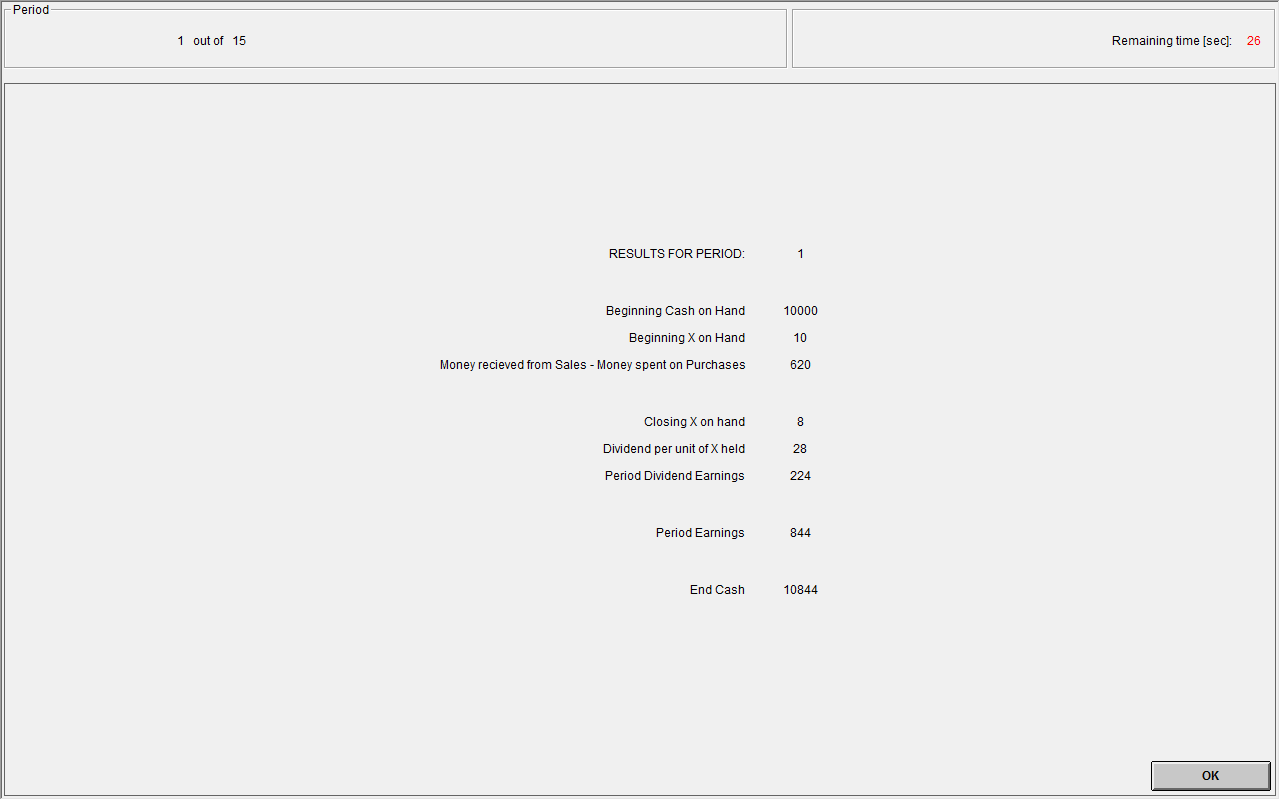 Period
1 out of 15
Remaining time [sec]: 26
RESULTS FOR PERIOD: 1
Beginning Cash on Hand 10000
Beginning X on Hand 10
Money recieved from Sales - Money spent on Purchases 620
Closing X on hand 8
Dividend per unit of X held 28
Period Dividend Earnings 224
Period Earnings 844
End Cash 10844
OK